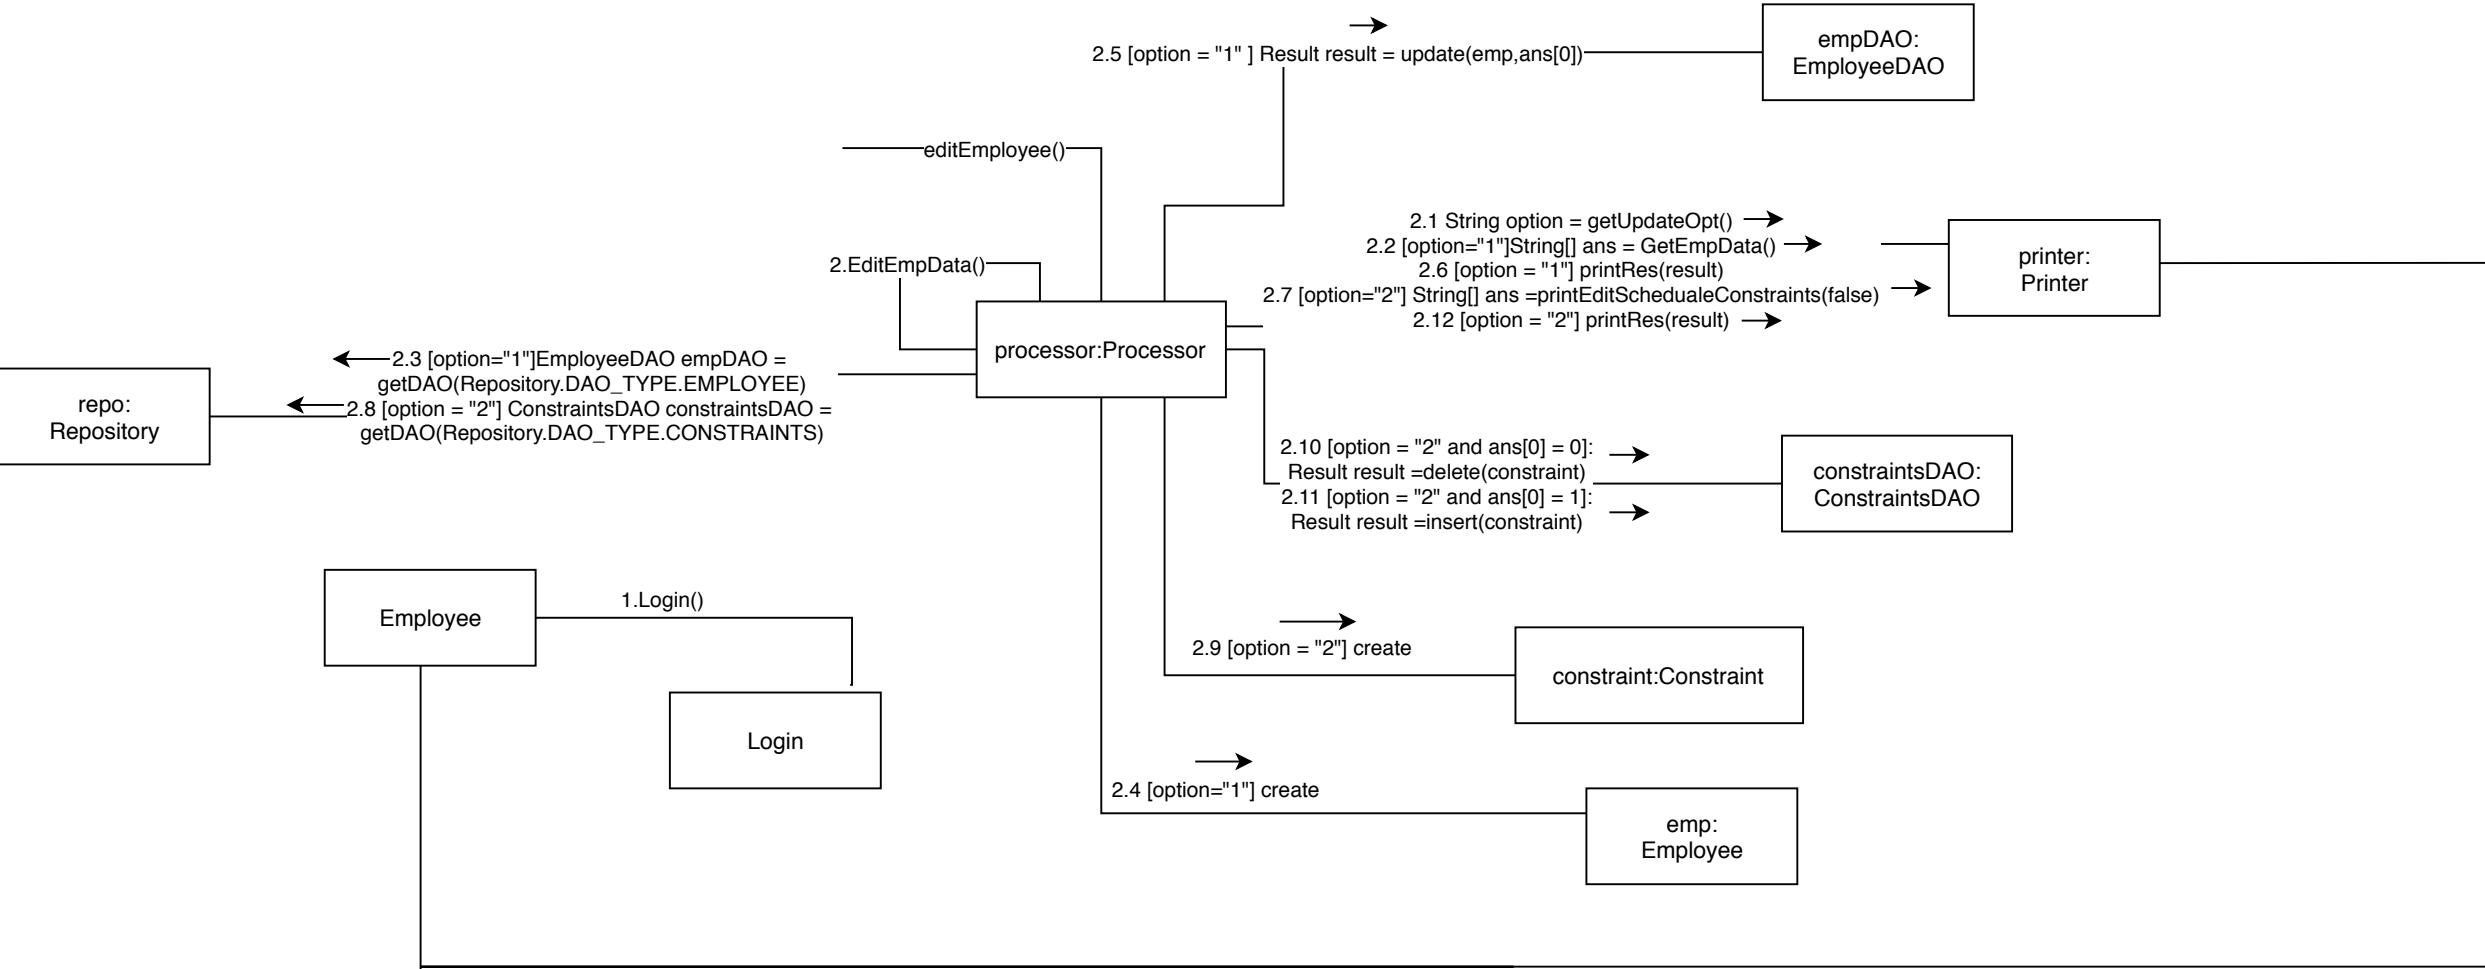 empDAO:
EmployeeDAO
2.5 [option = "1" ] Result result = update(emp,ans[0])
editEmployee()
2.1 String option = getUpdateOpt()
2.2 [option="1"]String[] ans = GetEmpData()
2.6 [option = "1"] printRes(result)
2.7 [option="2"] String[] ans =printEditSchedualeConstraints(false)
2.12 [option = "2"] printRes(result)
printer:
Printer
2.EditEmpData()
processor:Processor
2.3 [option="1"]EmployeeDAO empDAO =
getDAO(Repository.DAO_TYPE.EMPLOYEE)
2.8 [option = "2"] ConstraintsDAO constraintsDAO =
getDAO(Repository.DAO_TYPE.CONSTRAINTS)
repo:
Repository
2.10 [option = "2" and ans[0] = 0]:
Result result =delete(constraint)
2.11 [option = "2" and ans[0] = 1]:
Result result =insert(constraint)
constraintsDAO:
ConstraintsDAO
Employee
1.Login()
Login
2.9 [option = "2"] create
constraint:Constraint
2.4 [option="1"] create
emp:
Employee